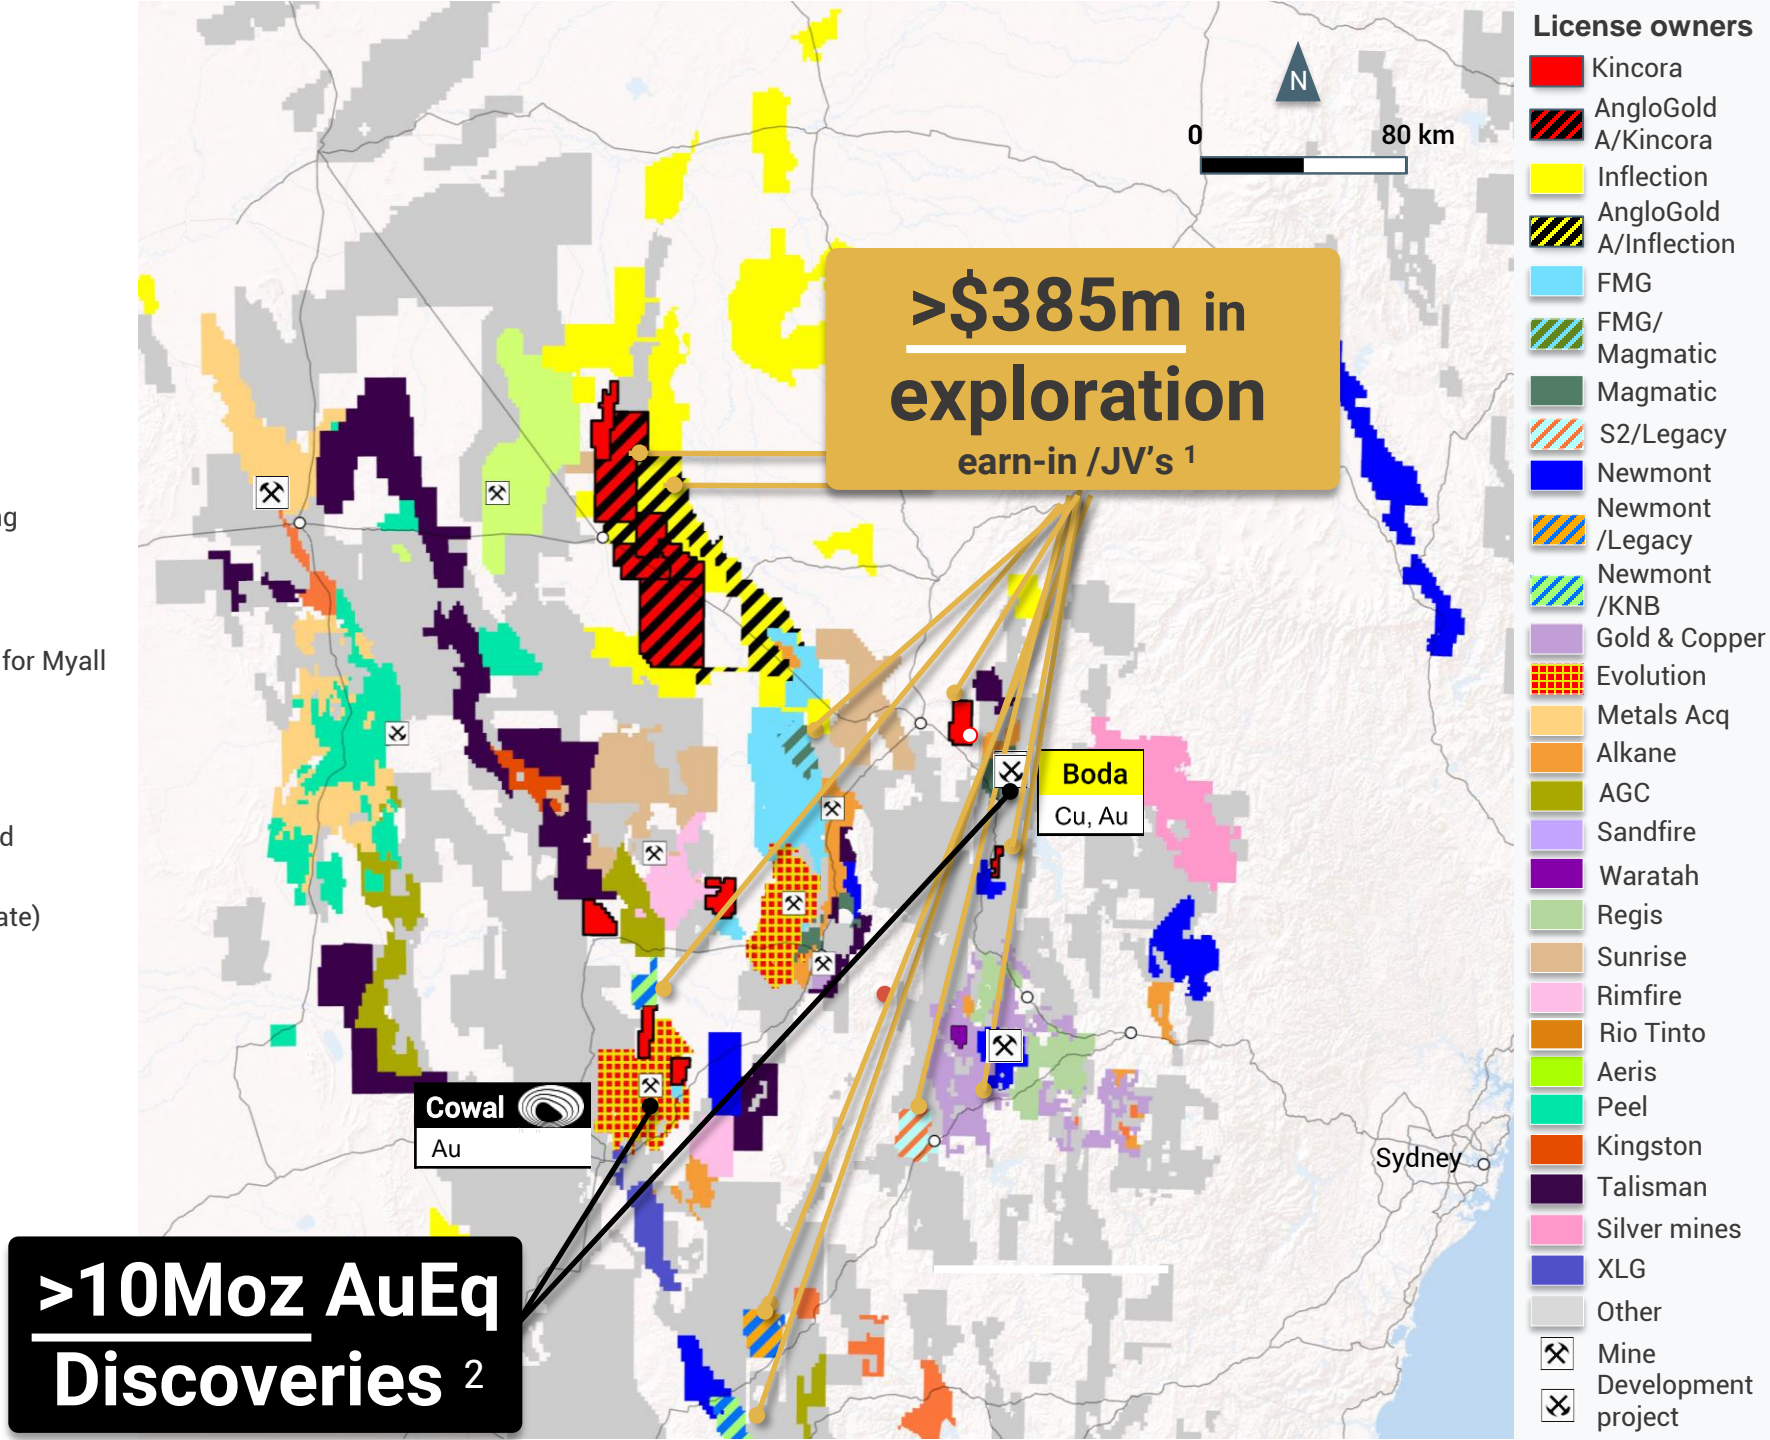 ng
for Myall
d
ate)
N
0 80 km
>$385m in
exploration
earn-in /JV's 1
Boda
Cu, Au
Cowal
Au
Sydney
>10Moz AuEq
Discoveries 2
License owners
Kincora
AngloGold
A/Kincora
Inflection
AngloGold
A/Inflection
FMG
FMG/
Magmatic
Magmatic
S2/Legacy
Newmont
Newmont
/Legacy
Newmont
/KNB
Gold & Copper
Evolution
Metals Acq
Alkane
AGC
Sandfire
Waratah
Regis
Sunrise
Rimfire
Rio Tinto
Aeris
Peel
Kingston
Talisman
Silver mines
XLG
Other
Mine
Development
project